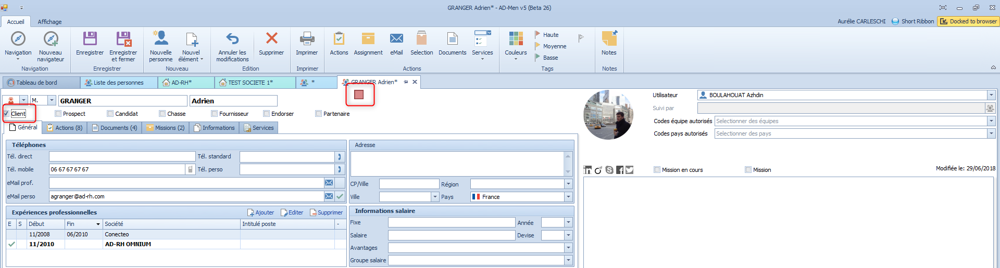 GRANGER Adrien* - AD-Men v5 (Beta 26)
Accueil Affichage Aurélie CARLESCHI Short Ribbon Docked to browser
Navigation Nouveau navigateur Enregistrer Enregistrer et fermer Nouvelle personne Nouvel élément Annuler les modifications Supprimer Imprimer Actions Assignment eMail Selection Documents Services Couleurs Haute Moyenne Basse Notes
Navigation Enregistrer Nouveau Edition Imprimer Actions Tags Notes
Tableau de bord Liste des personnes AD-RH* TEST SOCIETE 1* * GRANGER Adrien*
M. GRANGER Adrien
Client Prospect Candidat Chasse Fournisseur Endorser Partenaire
Utilisateur BOULAHOUAT Azhdin
Suivi par
Codes équipe autorisés Selectionner des équipes
Codes pays autorisés Selectionner des pays
Général Actions (8) Documents (4) Missions (2) Informations Services
Téléphones
Tél. direct Tél. standard
Tél. mobile 06 67 67 67 67 Tél. perso
eMail prof.
eMail perso agranger@ad-rh.com
Adresse
CP/Ville Région
Ville Pays France
Mission en cours Mission Modifiée le: 29/06/2018
Expériences professionnelles Ajouter Editer Supprimer
E S Début Fin Société Intitulé poste -
11/2008 06/2010 Conecteo
11/2010 AD-RH OMNIUM
Informations salaire
Fixe Année
Salaire Devise
Avantages
Groupe salaire